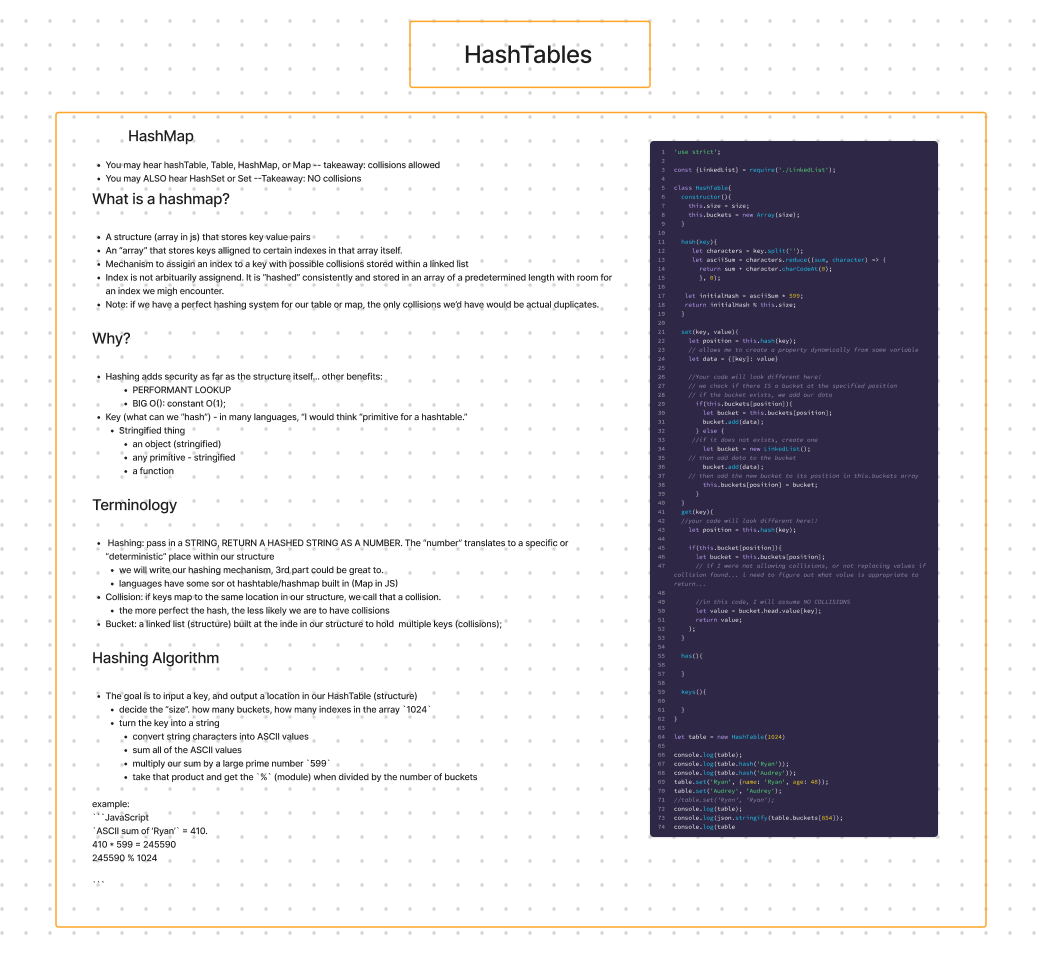 HashTables
HashMap
• You may hear hashTable, Table, HashMap, or Map -- takeaway: collisions allowed
• You may ALSO hear HashSet or Set --Takeaway: NO collisions
What is a hashmap?
• A structure (array in js) that stores key value pairs
• An "array" that stores keys alligned to certain indexes in that array itself.
• Mechanism to assigin an index to a key with possible collisions stored within a linked list
• Index is not arbituarily assignend. It is "hashed" consistently and stored in an array of a predetermined length with room for
an index we migh encounter.
• Note: if we have a perfect hashing system for our table or map, the only collisions we'd have would be actual duplicates.
Why?
• Hashing adds security as far as the structure itself... other benefits:
• PERFORMANT LOOKUP
• BIG O(): constant O(1);
• Key (what can we "hash") - in many languages, "I would think "primitive for a hashtable."
• Stringified thing
• an object (stringified)
• any primitive - stringified
• a function
Terminology
• Hashing: pass in a STRING, RETURN A HASHED STRING AS A NUMBER. The "number" translates to a specific or
"deterministic" place within our structure
• we will write our hashing mechanism, 3rd part could be great to.
• languages have some sor ot hashtable/hashmap built in (Map in JS)
• Collision: if keys map to the same location in our structure, we call that a collision.
• the more perfect the hash, the less likely we are to have collisions
• Bucket: a linked list (structure) built at the inde in our structure to hold multiple keys (collisions);
Hashing Algorithm
• The goal is to input a key, and output a location in our HashTable (structure)
• decide the "size". how many buckets, how many indexes in the array `1024`
• turn the key into a string
• convert string characters into ASCII values
• sum all of the ASCII values
• multiply our sum by a large prime number `599`
• take that product and get the `%` (module) when divided by the number of buckets
example:
```JavaScript
`ASCII sum of 'Ryan'` = 410.
410 * 599 = 245590
245590 % 1024
```
1 'use strict';
2
3 const {LinkedList} = require('./LinkedList');
4
5 class HashTable{
6 constructor(){
7 this.size = size;
8 this.buckets = new Array(size);
9 }
10
11 hash(key){
12 let characters = key.split('');
13 let asciiSum = characters.reduce((sum, character) => {
14 return sum + character.charCodeAt(0);
15 }, 0);
16
17 let initialHash = asciiSum * 599;
18 return initialHash % this.size;
19 }
20
21 set(key, value){
22 let position = this.hash(key);
23 // allows me to create a property dynamically from some variable
24 let data = {[key]: value}
25
26 //Your code will look different here!
27 // we check if there IS a bucket at the specified position
28 // if the bucket exists, we add our data
29 if(this.buckets[position]){
30 let bucket = this.buckets[position];
31 bucket.add(data);
32 } else {
33 //if it does not exists, create one
34 let bucket = new LinkedList();
35 // then add data to the bucket
36 bucket.add(data);
37 // then add the new bucket to its position in this.buckets array
38 this.buckets[position] = bucket;
39 }
40 }
41 get(key){
42 //your code will look different here!!
43 let position = this.hash(key);
44
45 if(this.bucket[position]){
46 let bucket = this.buckets[position];
47 // if I were not allowing collisions, or not replacing values if
collision found... i need to figure out what value is appropriate to
return...
48
49 //in this code, I will assume NO COLLISIONS
50 let value = bucket.head.value[key];
51 return value;
52 };
53 }
54
55 has(){
56
57 }
58
59 keys(){
60
61 }
62 }
63
64 let table = new HashTable(1024)
65
66 console.log(table);
67 console.log(table.hash('Ryan'));
68 console.log(table.hash('Audrey'));
69 table.set('Ryan', {name: 'Ryan', age: 48});
70 table.set('Audrey', 'Audrey');
71 //table.set('Ryan', 'Ryan');
72 console.log(table);
73 console.log(json.stringify(table.buckets[854]);
74 console.log(table